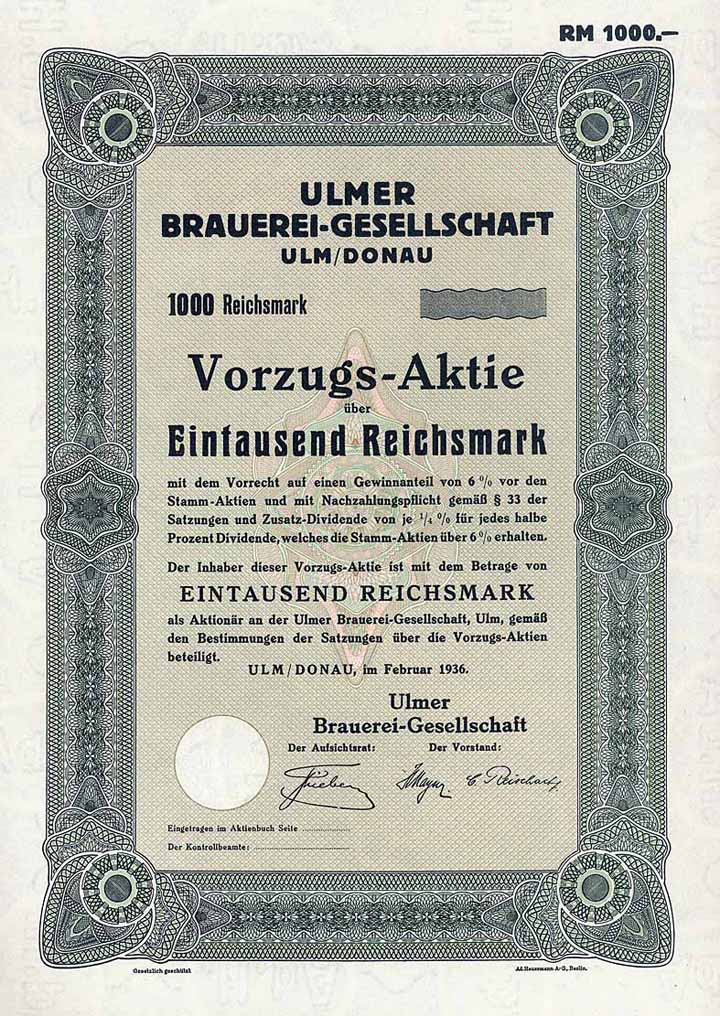 RM 1000.—
ULMER
BRAUEREI-GESELLSCHAFT
ULM/DONAU
1000 Reichsmark
Vorzugs-Aktie
über
Eintausend Reichsmark
mit dem Vorrecht auf einen Gewinnanteil von 6 % vor den
Stamm-Aktien und mit Nachzahlungspflicht gemäß § 33 der
Satzungen und Zusatz-Dividende von je ¼ % für jedes halbe
Prozent Dividende, welches die Stamm-Aktien über 6 % erhalten.
Der Inhaber dieser Vorzugs-Aktie ist mit dem Betrage von
EINTAUSEND REICHSMARK
als Aktionär an der Ulmer Brauerei-Gesellschaft, Ulm, gemäß
den Bestimmungen der Satzungen über die Vorzugs-Aktien
beteiligt.
ULM/DONAU, im Februar 1936.
Ulmer
Brauerei-Gesellschaft
Der Aufsichtsrat: Der Vorstand:
Eingetragen im Aktienbuch Seite ....................
Der Kontrollbeamte: ........................................
Gesetzlich geschützt Ad. Heusmann A.-G., Berlin.